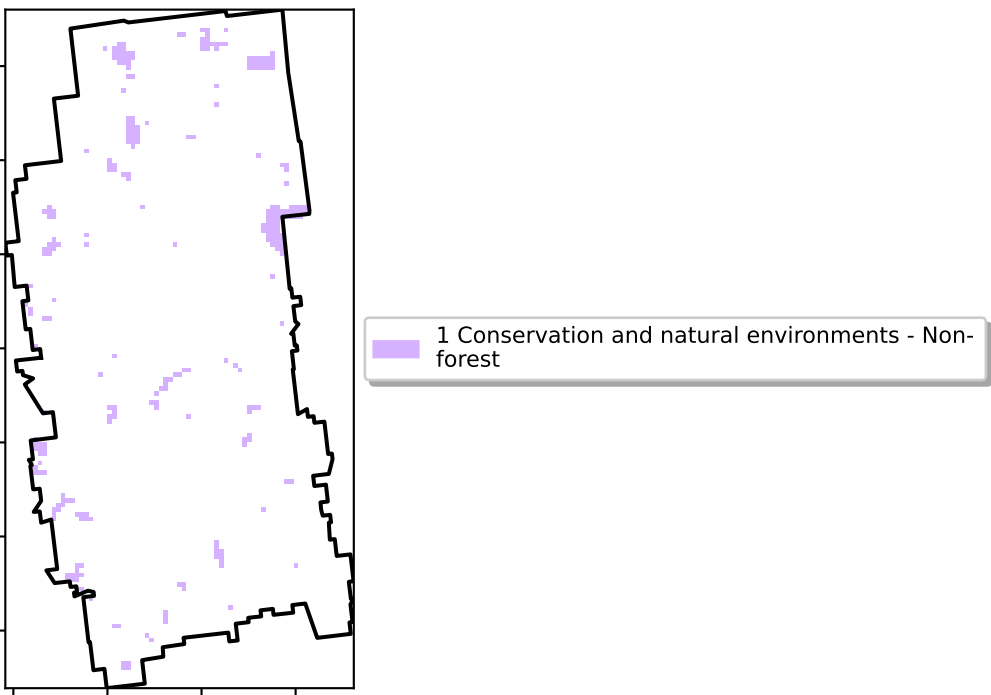 1 Conservation and natural environments - Non-
forest